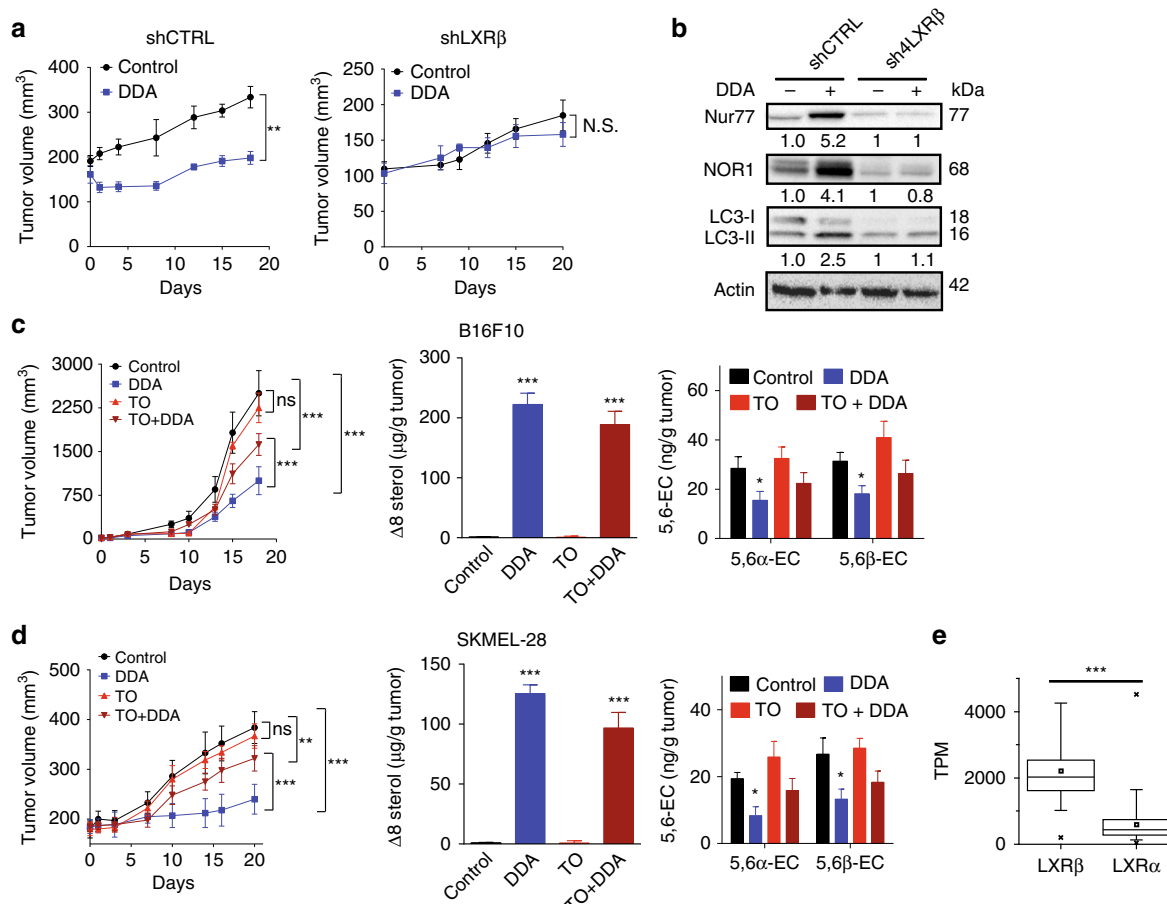 a
shCTRL
Control
DDA
Tumor volume (mm3)
400
300
200
100
0
**
0
5
10
15
20
Days
shLXRβ
Control
DDA
Tumor volume (mm3)
250
200
150
100
50
0
N.S.
0
5
10
15
20
Days
b
shCTRL
sh4LXRβ
DDA – + – + kDa
Nur77 77
1.0 5.2 1 1
NOR1 68
1.0 4.1 1 0.8
LC3-I 18
LC3-II 16
1.0 2.5 1 1.1
Actin 42
c
B16F10
Control
DDA
TO
TO+DDA
Tumor volume (mm3)
3000
2250
1500
750
0
ns
***
***
***
0
5
10
15
20
Days
Δ8 sterol (µg/g tumor)
300
200
100
0
***
***
Control
DDA
TO
TO+DDA
Control
DDA
TO
TO + DDA
5,6-EC (ng/g tumor)
60
40
20
0
*
*
5,6α-EC
5,6β-EC
d
SKMEL-28
Control
DDA
TO
TO+DDA
Tumor volume (mm3)
500
400
300
200
ns
**
***
***
0
5
10
15
20
Days
Δ8 sterol (µg/g tumor)
150
100
50
0
***
***
Control
DDA
TO
TO+DDA
Control
DDA
TO
TO + DDA
5,6-EC (ng/g tumor)
60
40
20
0
*
*
5,6α-EC
5,6β-EC
e
***
TPM
4000
2000
0
LXRβ
LXRα